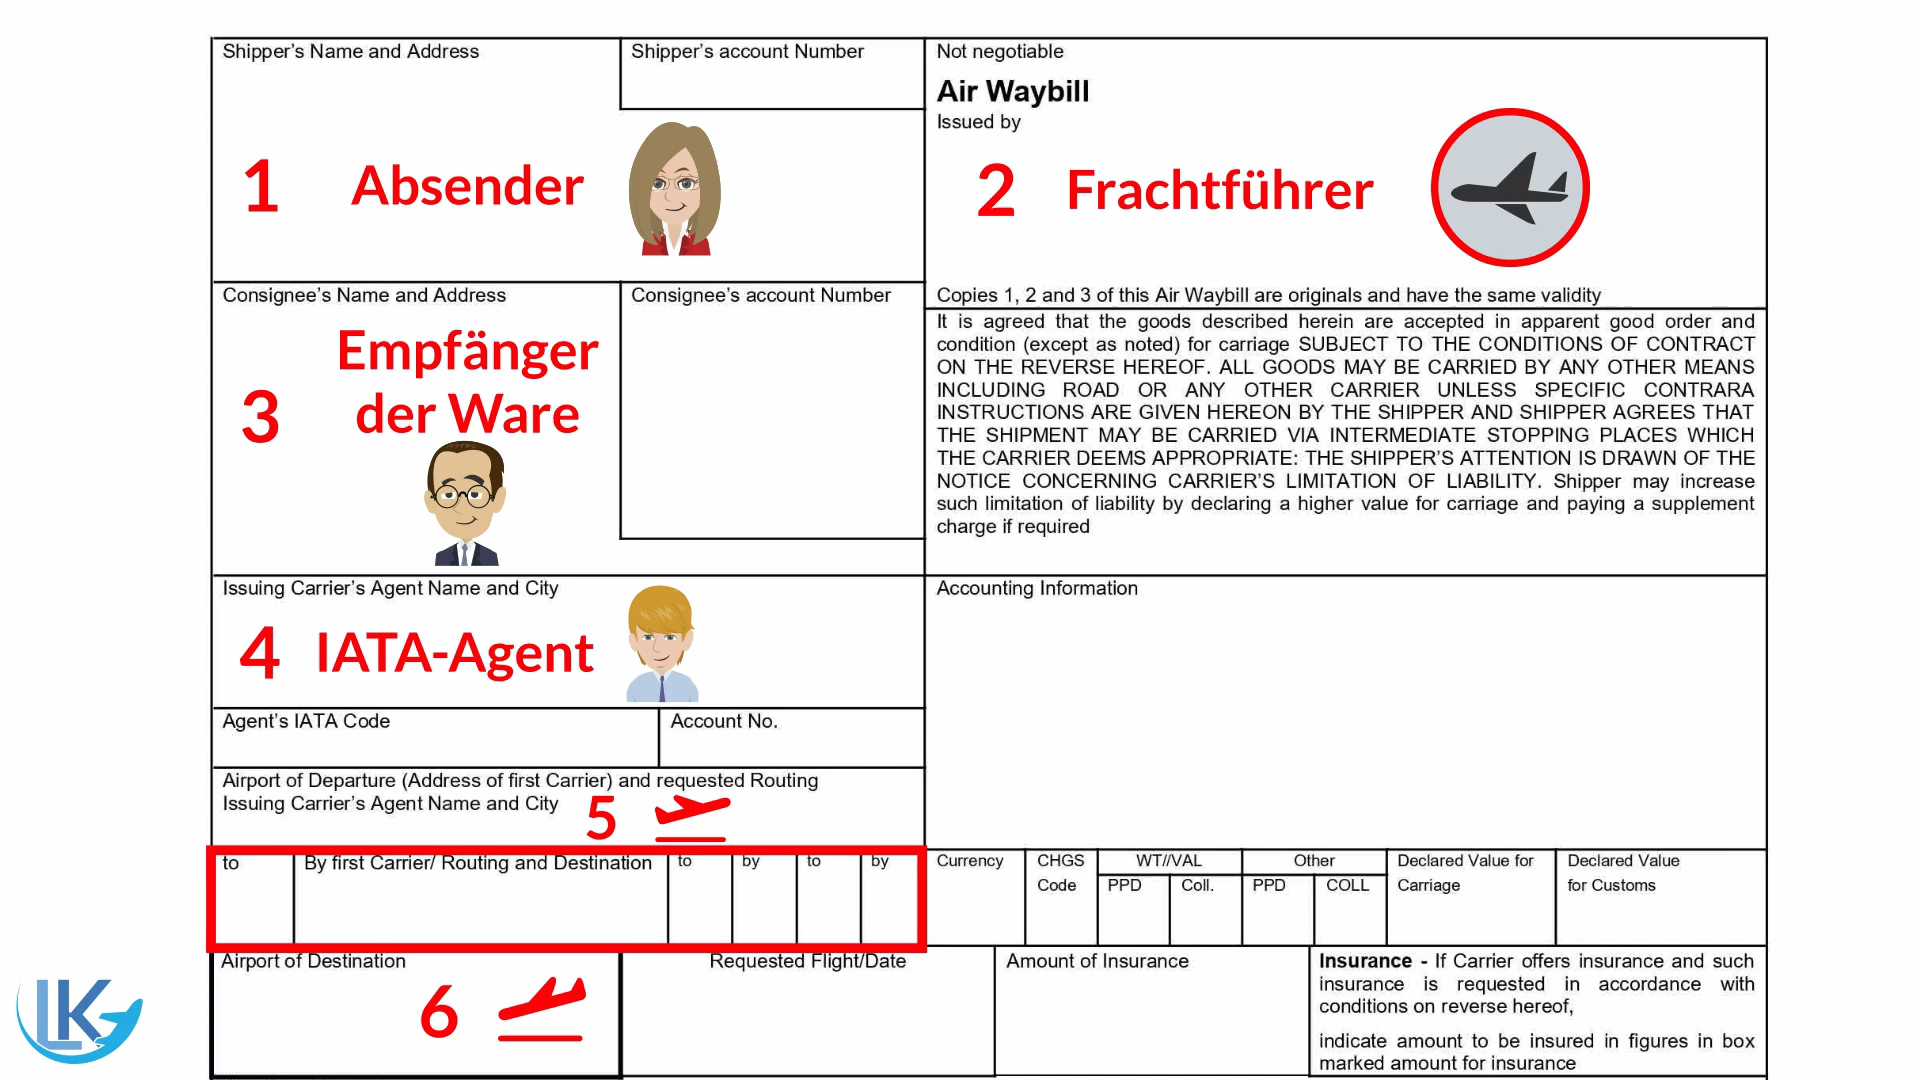 Shipper’s Name and Address
Shipper’s account Number
1 Absender
Not negotiable
Air Waybill
Issued by
2 Frachtführer
Copies 1, 2 and 3 of this Air Waybill are originals and have the same validity
Consignee’s Name and Address
Consignee’s account Number
3 Empfänger
der Ware
It is agreed that the goods described herein are accepted in apparent good order and
condition (except as noted) for carriage SUBJECT TO THE CONDITIONS OF CONTRACT
ON THE REVERSE HEREOF. ALL GOODS MAY BE CARRIED BY ANY OTHER MEANS
INCLUDING ROAD OR ANY OTHER CARRIER UNLESS SPECIFIC CONTRARA
INSTRUCTIONS ARE GIVEN HEREON BY THE SHIPPER AND SHIPPER AGREES THAT
THE SHIPMENT MAY BE CARRIED VIA INTERMEDIATE STOPPING PLACES WHICH
THE CARRIER DEEMS APPROPRIATE: THE SHIPPER’S ATTENTION IS DRAWN OF THE
NOTICE CONCERNING CARRIER’S LIMITATION OF LIABILITY. Shipper may increase
such limitation of liability by declaring a higher value for carriage and paying a supplement
charge if required
Issuing Carrier’s Agent Name and City
4 IATA-Agent
Accounting Information
Agent’s IATA Code
Account No.
Airport of Departure (Address of first Carrier) and requested Routing
Issuing Carrier’s Agent Name and City
5
to
By first Carrier/ Routing and Destination
to
by
to
by
Currency
CHGS
Code
WT//VAL
PPD
Coll.
Other
PPD
COLL
Declared Value for
Carriage
Declared Value
for Customs
Airport of Destination
6
Requested Flight/Date
Amount of Insurance
Insurance - If Carrier offers insurance and such
insurance is requested in accordance with
conditions on reverse hereof,
indicate amount to be insured in figures in box
marked amount for insurance
LK